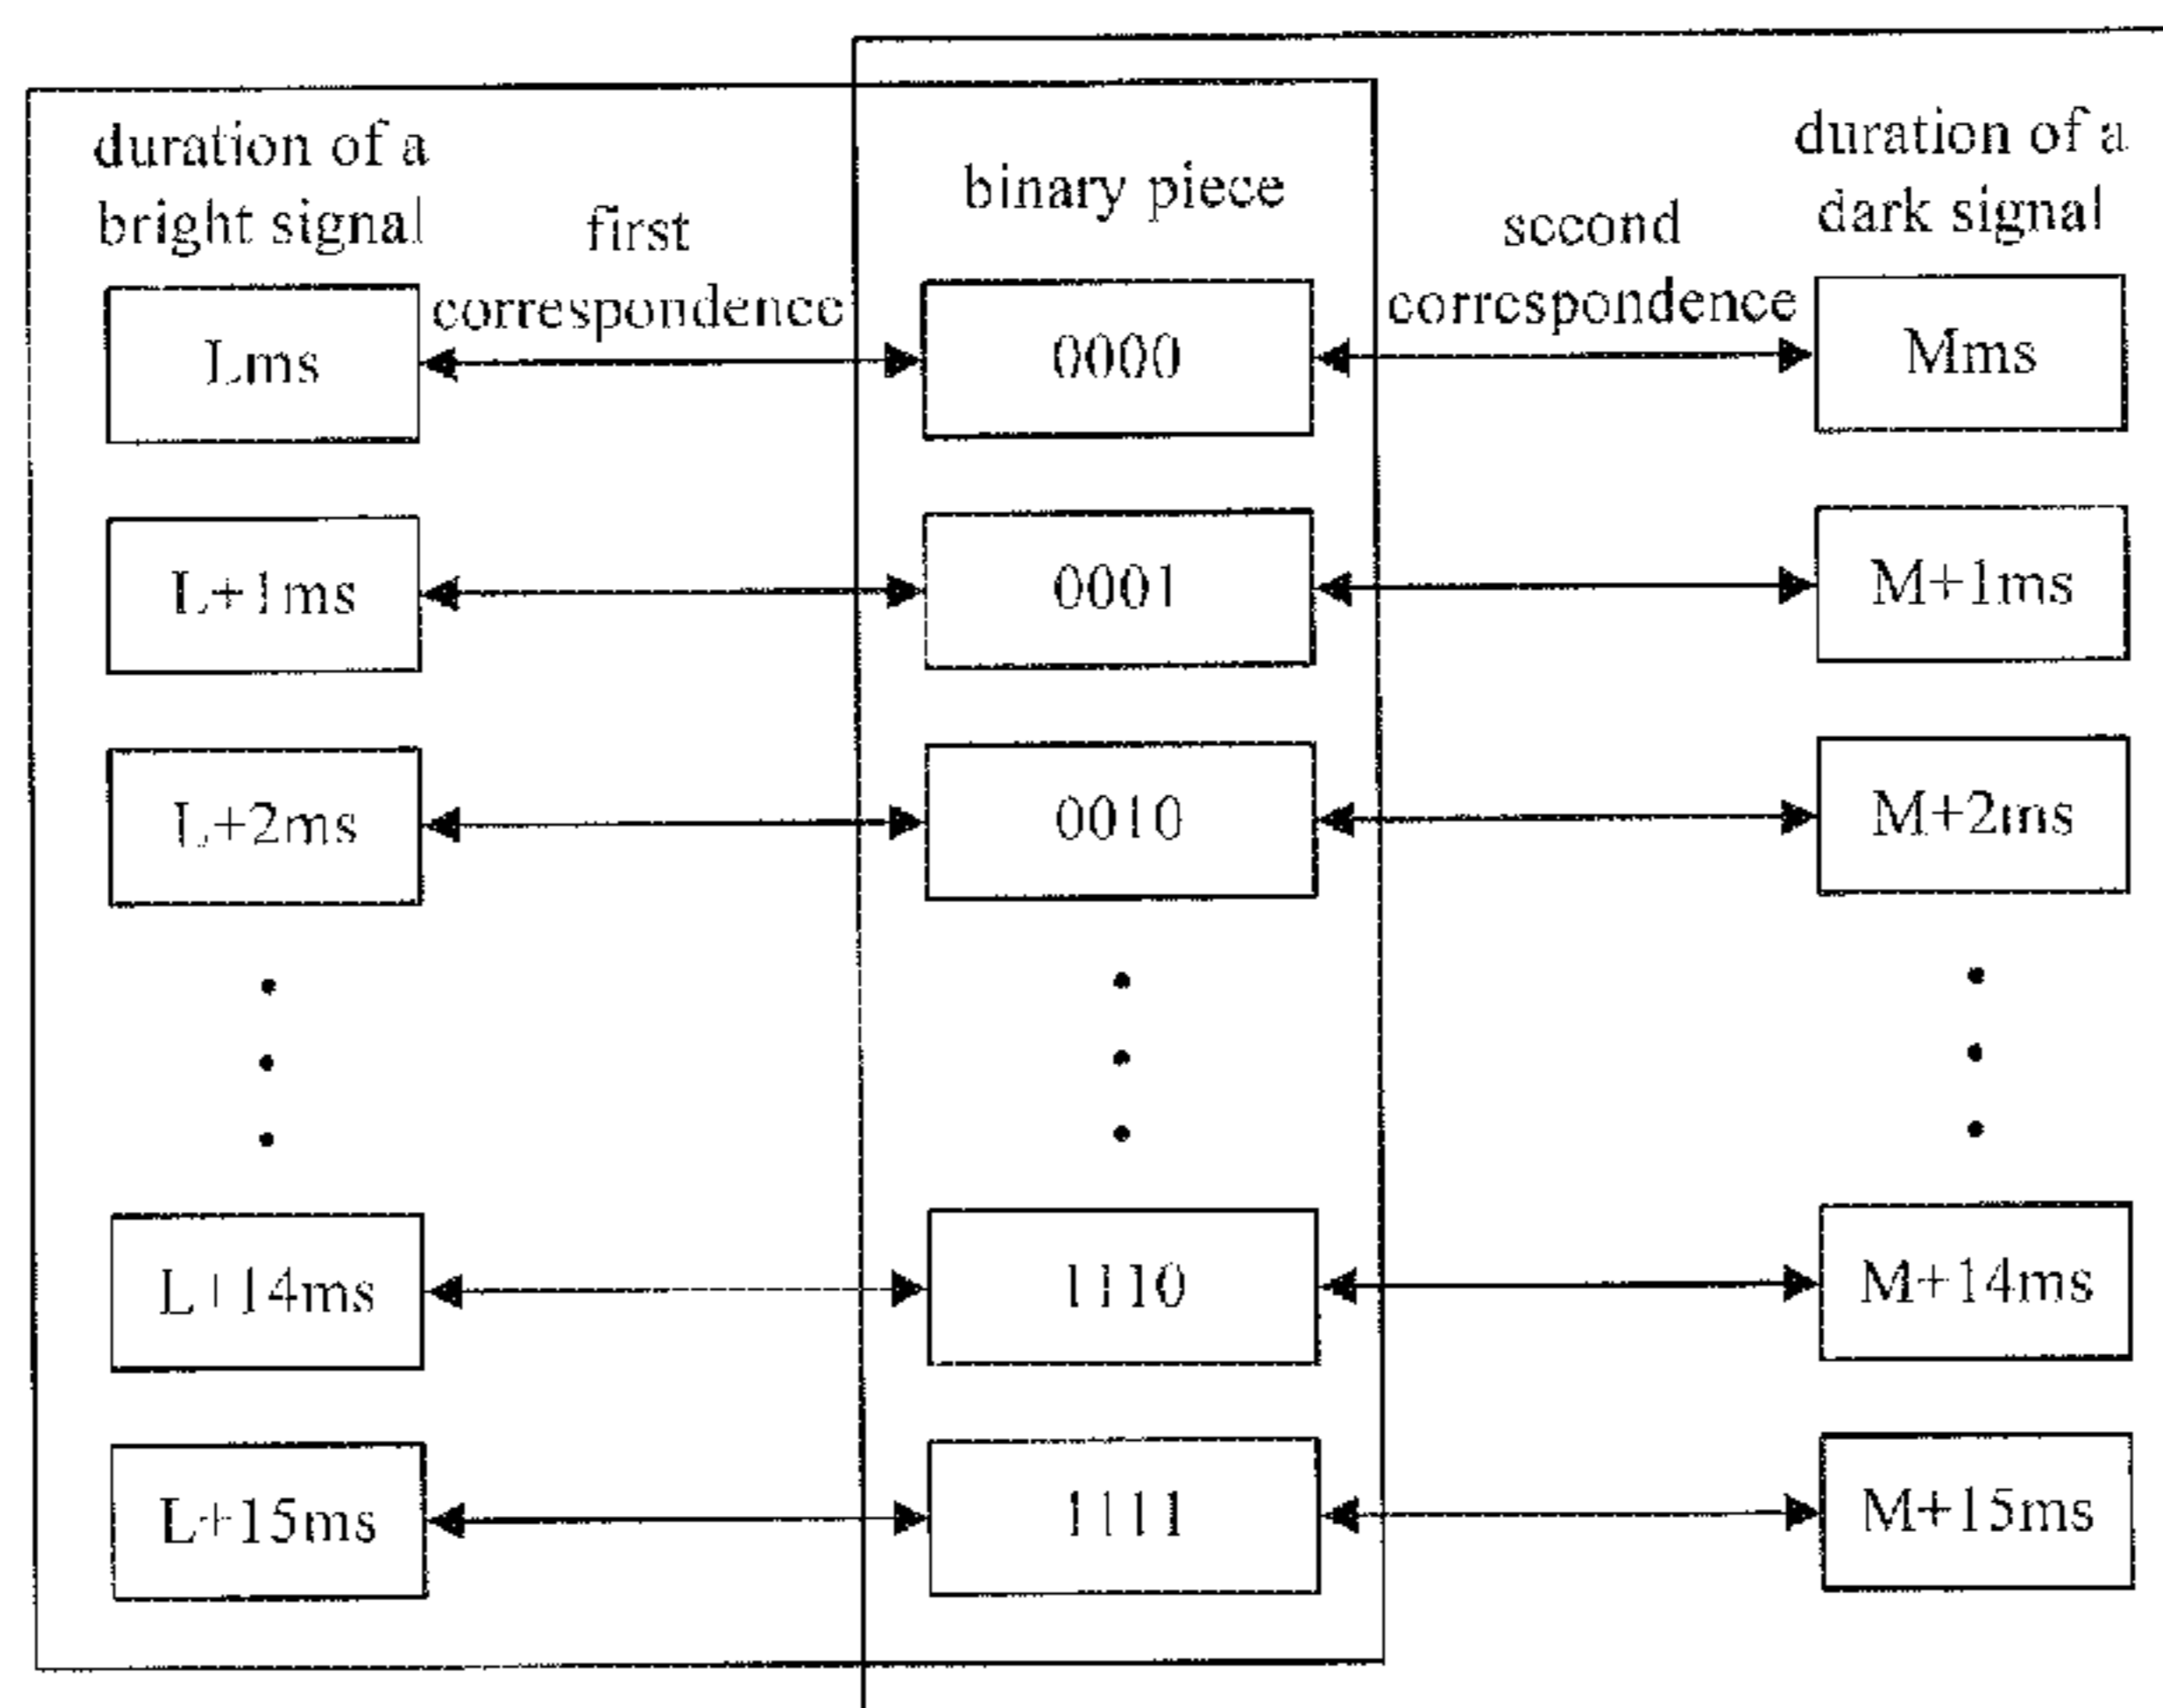 duration of a
bright signal
first
correspondence
binary piece
second
correspondence
duration of a
dark signal
Lms
0000
Mms
L+1ms
0001
M+1ms
L+2ms
0010
M+2ms
L+14ms
1110
M+14ms
L+15ms
1111
M+15ms